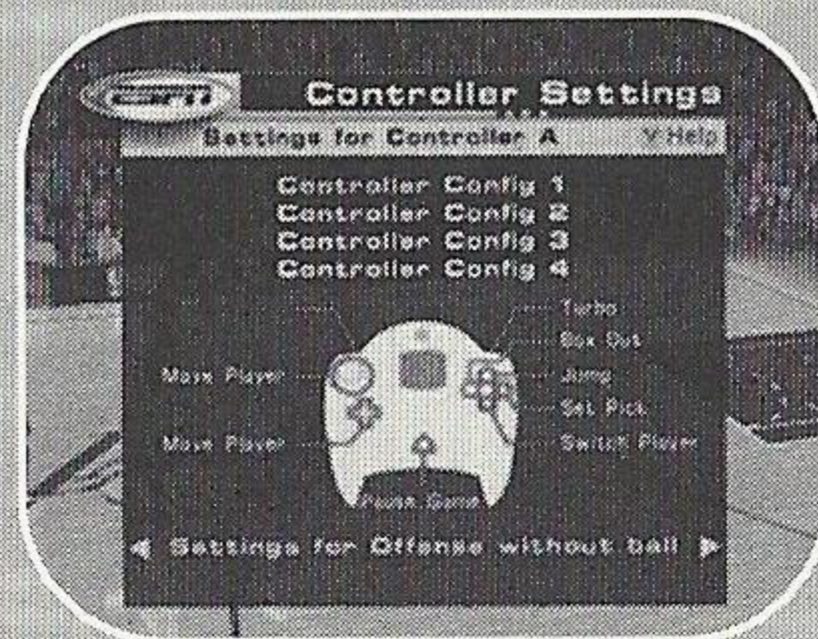 ESPN
Controller Settings
Settings for Controller A
Y:Help
Controller Config 1
Controller Config 2
Controller Config 3
Controller Config 4
Turbo
Box Out
Move Player
Jump
Set Pick
Move Player
Switch Player
Pause Game
Settings for Offense without ball